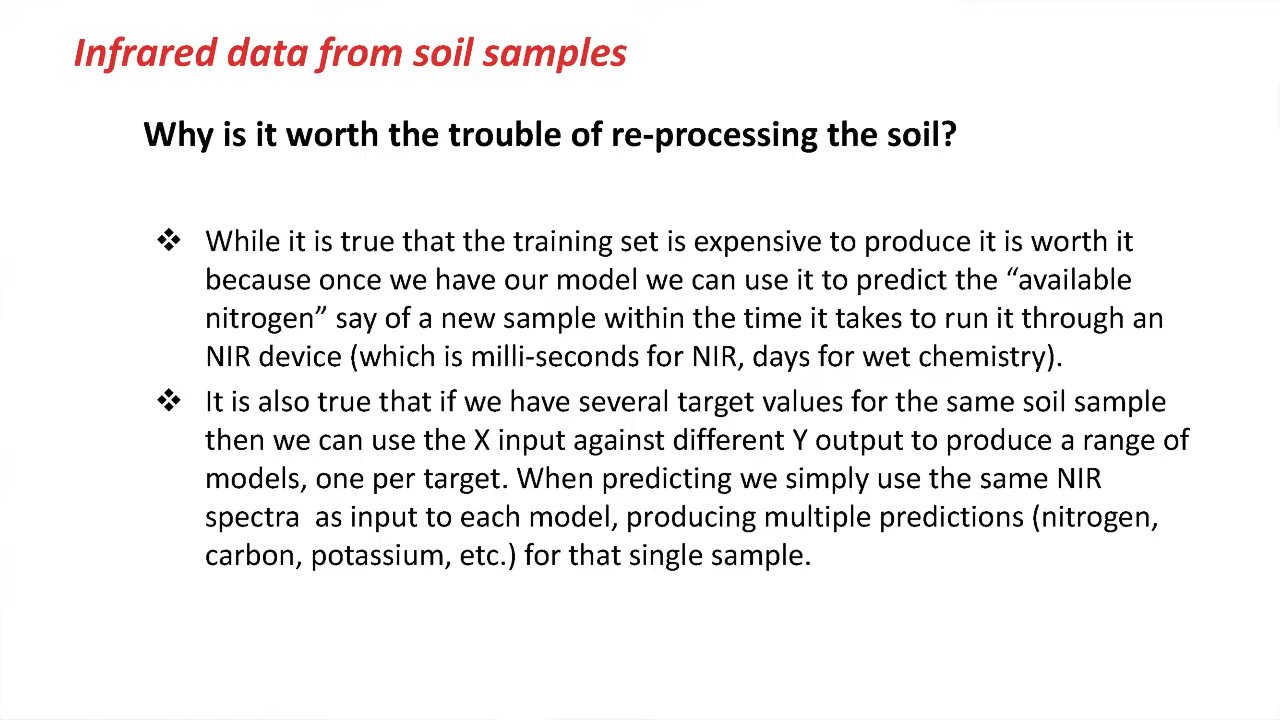 Infrared data from soil samples
Why is it worth the trouble of re-processing the soil?
❖ While it is true that the training set is expensive to produce it is worth it
because once we have our model we can use it to predict the “available
nitrogen” say of a new sample within the time it takes to run it through an
NIR device (which is milli-seconds for NIR, days for wet chemistry).
❖ It is also true that if we have several target values for the same soil sample
then we can use the X input against different Y output to produce a range of
models, one per target. When predicting we simply use the same NIR
spectra  as input to each model, producing multiple predictions (nitrogen,
carbon, potassium, etc.) for that single sample.